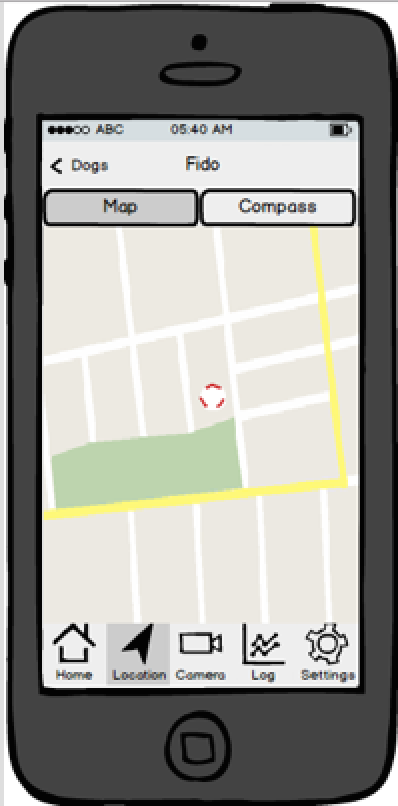 ABC 05:40 AM
Dogs Fido
Map Compass
Home Location Camera Log Settings